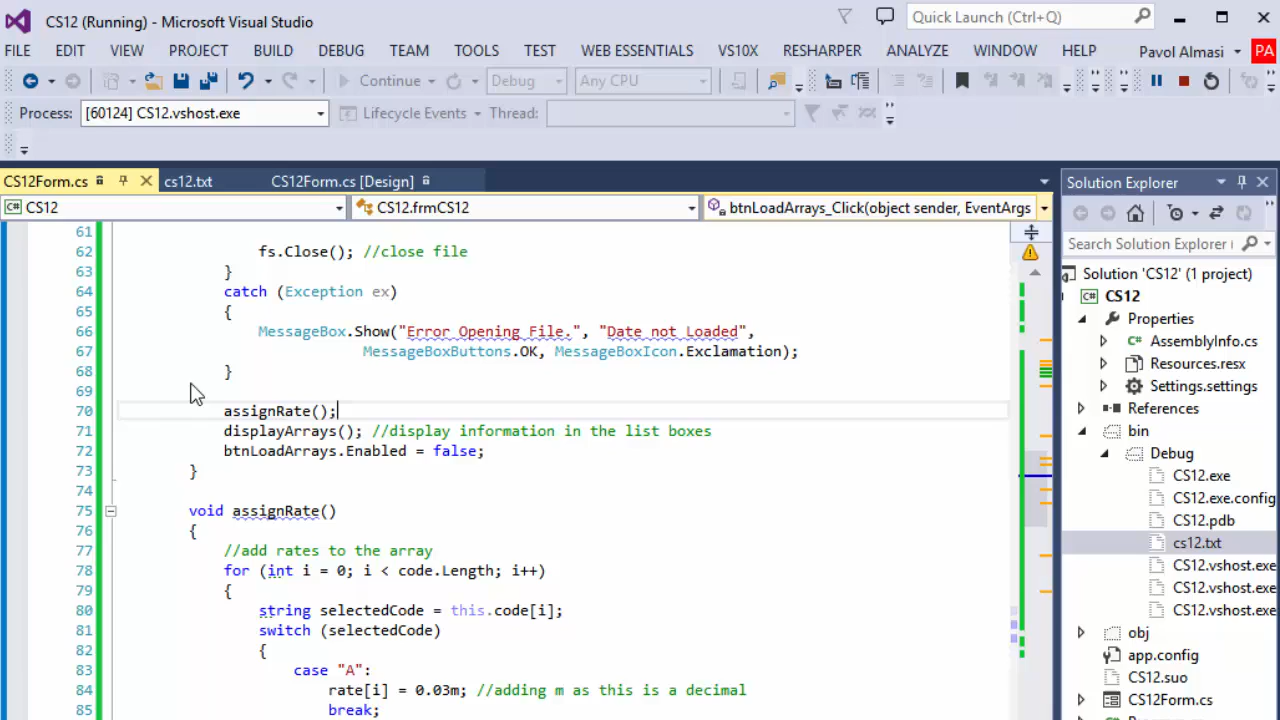 CS12 (Running) - Microsoft Visual Studio
Quick Launch (Ctrl+Q)
FILE EDIT VIEW PROJECT BUILD DEBUG TEAM TOOLS TEST WEB ESSENTIALS VS10X RESHARPER ANALYZE WINDOW HELP Pavol Almasi PA
Continue Debug Any CPU
Process: [60124] CS12.vshost.exe Lifecycle Events Thread:
CS12Form.cs cs12.txt CS12Form.cs [Design]
C# CS12 CS12.frmCS12 btnLoadArrays_Click(object sender, EventArgs
61
62 fs.Close(); //close file
63 }
64 catch (Exception ex)
65 {
66 MessageBox.Show("Error Opening File.", "Date not Loaded",
67 MessageBoxButtons.OK, MessageBoxIcon.Exclamation);
68 }
69
70 assignRate();
71 displayArrays(); //display information in the list boxes
72 btnLoadArrays.Enabled = false;
73 }
74
75 void assignRate()
76 {
77 //add rates to the array
78 for (int i = 0; i < code.Length; i++)
79 {
80 string selectedCode = this.code[i];
81 switch (selectedCode)
82 {
83 case "A":
84 rate[i] = 0.03m; //adding m as this is a decimal
85 break;
Solution Explorer
Search Solution Explorer
Solution 'CS12' (1 project)
C# CS12
Properties
C# AssemblyInfo.cs
Resources.resx
Settings.settings
References
bin
Debug
CS12.exe
CS12.exe.config
CS12.pdb
cs12.txt
CS12.vshost.exe
CS12.vshost.exe
CS12.vshost.exe
obj
app.config
CS12.suo
CS12Form.cs